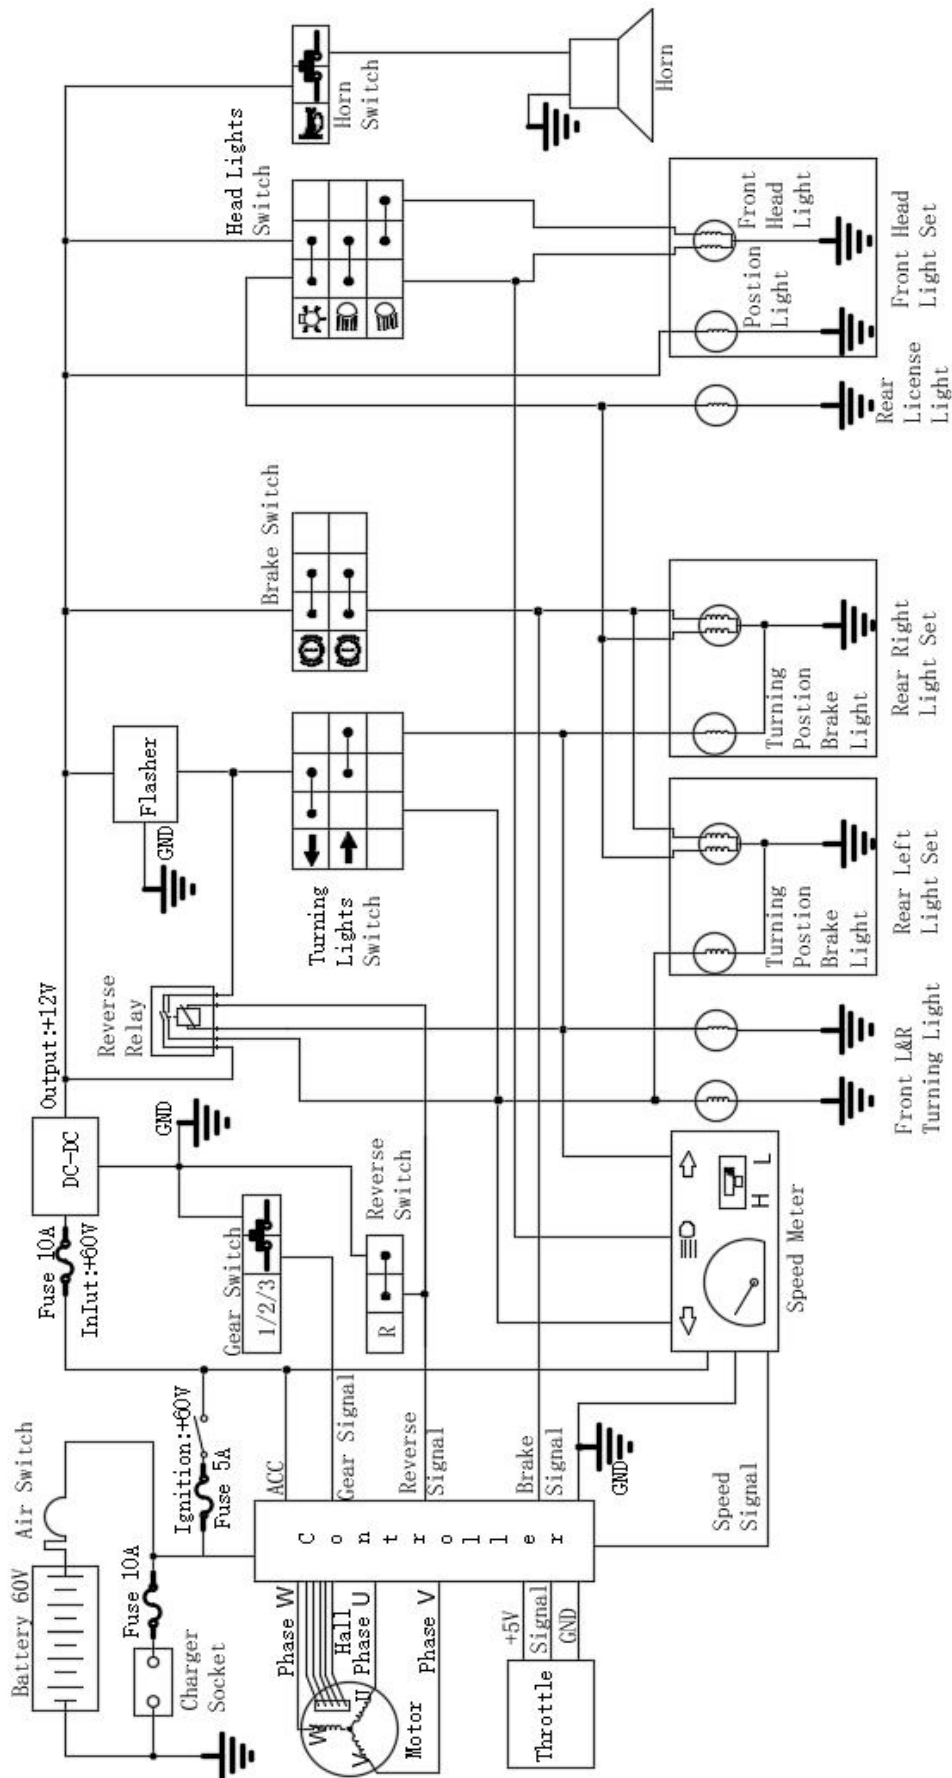 Battery 60V
Air Switch
Fuse 10A
Charger
Socket
Ignition:+60V
Fuse 5A
Fuse 10A
InIut:+60V
DC-DC
Output:+12V
GND
Reverse
Relay
Flasher
GND
Gear Switch
1/2/3
Reverse
Switch
R
Turning
Lights
Switch
Brake Switch
Head Lights
Switch
Horn
Switch
Horn
Controller
ACC
Gear Signal
Reverse
Signal
Brake
Signal
GND
Speed
Signal
Phase W
Hall
Phase U
Phase V
W
U
V
Motor
+5V
Signal
GND
Throttle
H L
Speed Meter
Front L&R
Turning Light
Turning
Postion
Brake
Light
Rear Left
Light Set
Turning
Postion
Brake
Light
Rear Right
Light Set
Rear
License
Light
Postion
Light
Front
Head
Light
Front Head
Light Set